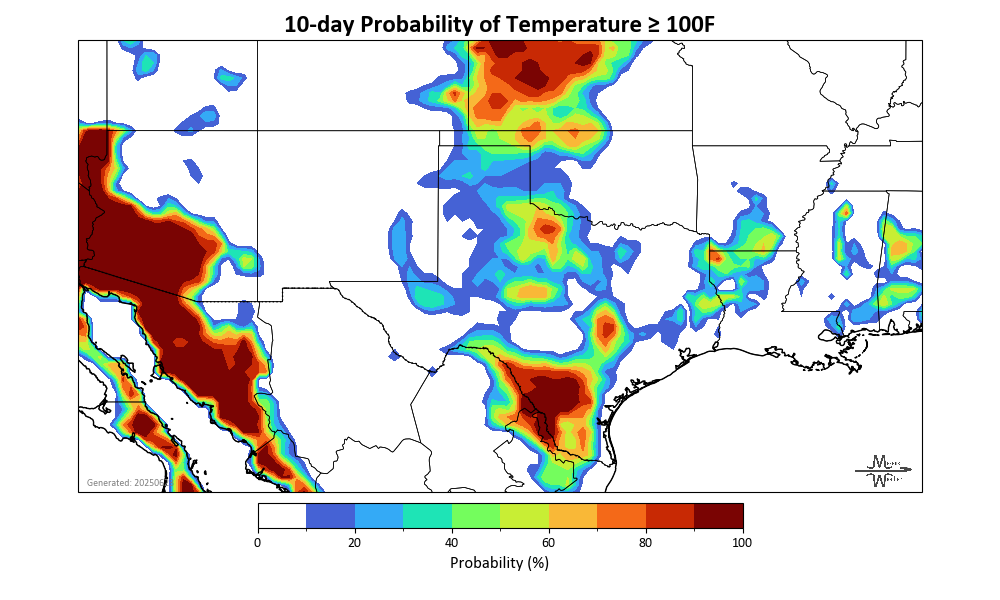 10-day Probability of Temperature ≥ 100F
Generated: 202506
0 20 40 60 80 100
Probability (%)